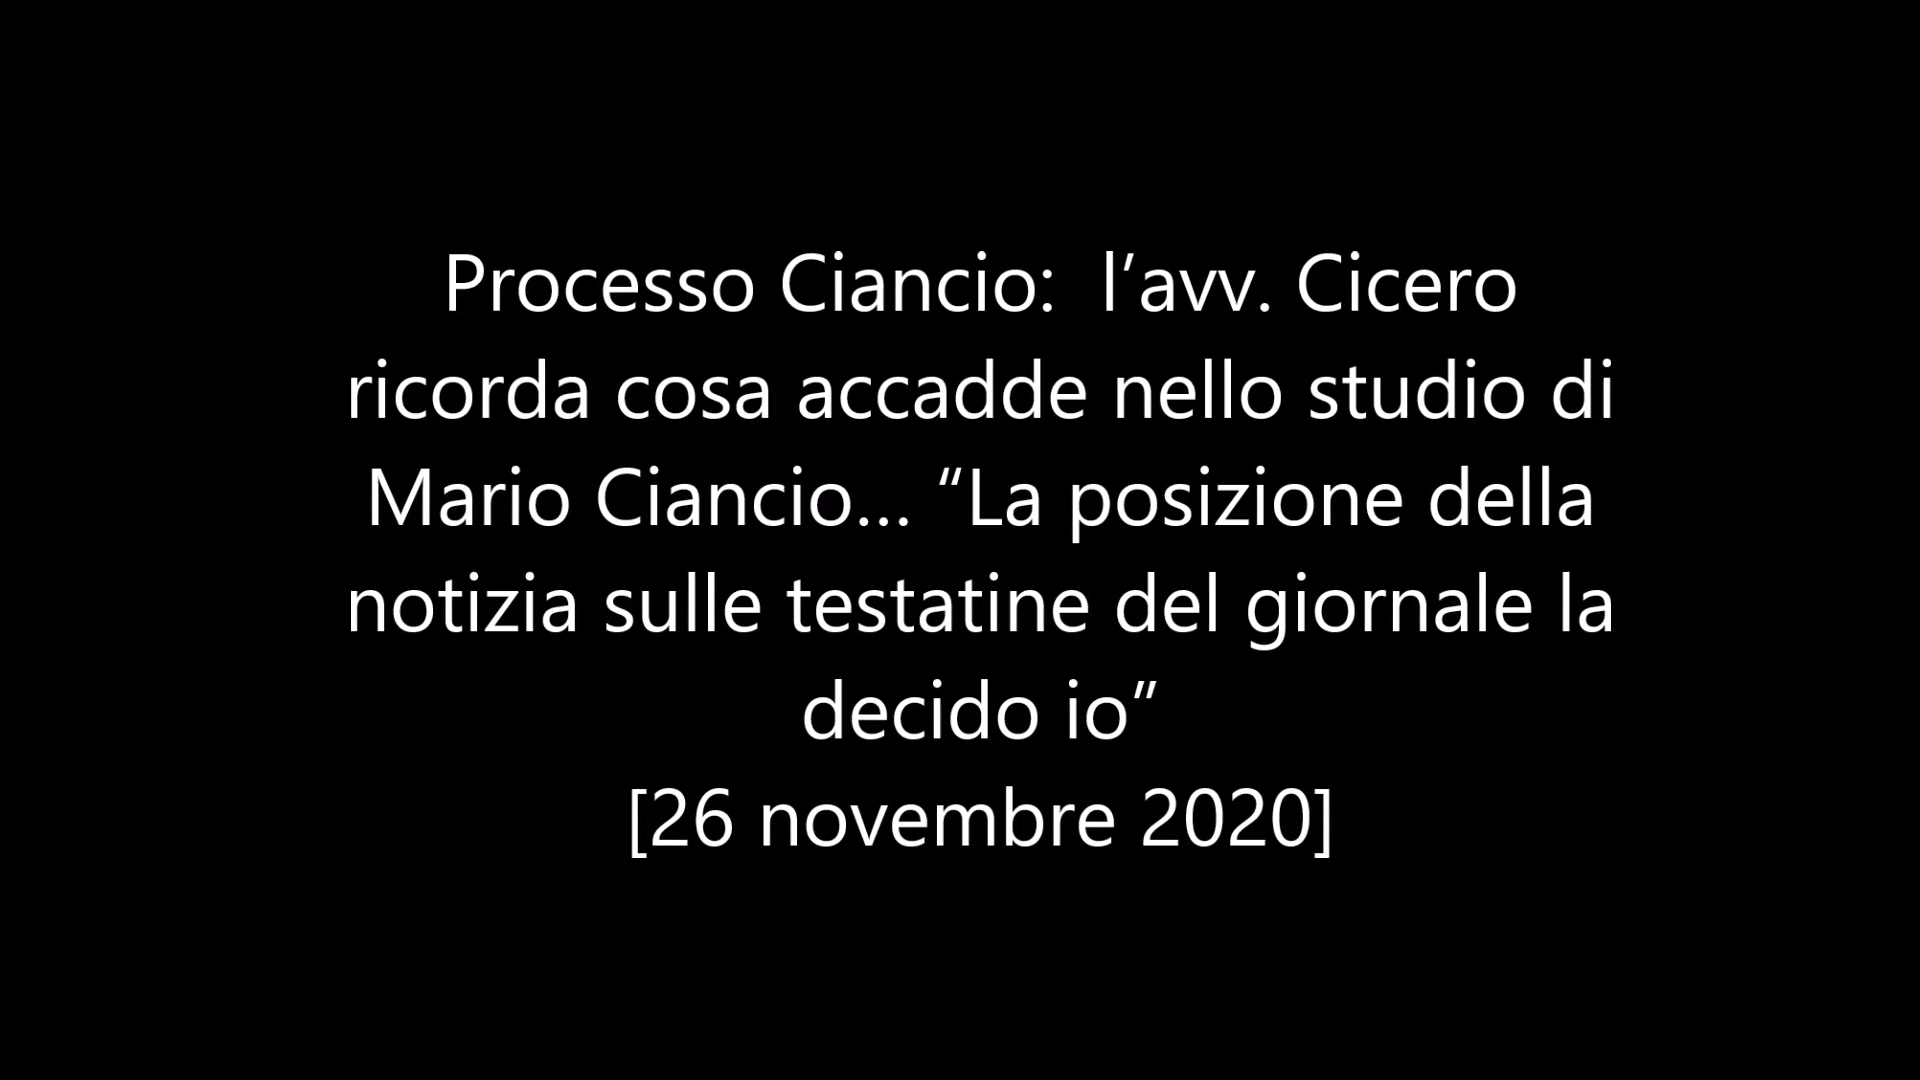 Processo Ciancio:  l’avv. Cicero
ricorda cosa accadde nello studio di
Mario Ciancio… “La posizione della
notizia sulle testatine del giornale la
decido io”
[26 novembre 2020]